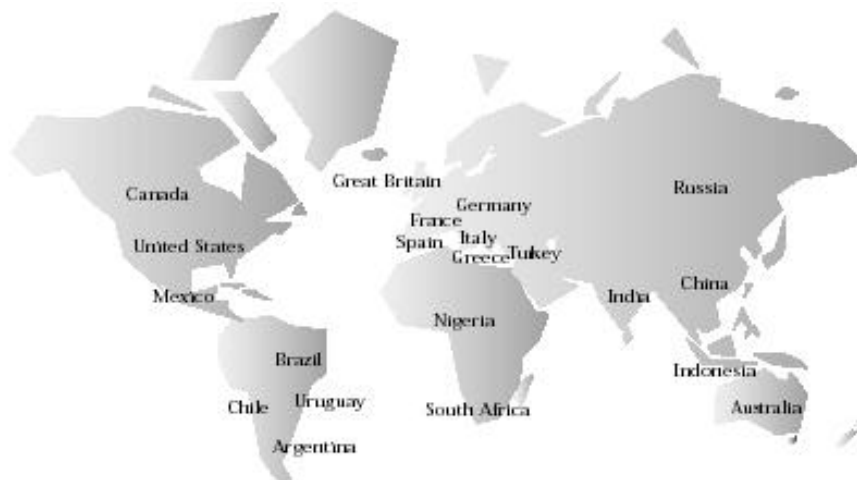 Great Britain
Russia
Canada
Germany
France
Italy
Spain
United States
Turkey
Greece
China
Mexico
India
Nigeria
Brazil
Indonesia
Uruguay
Chile
South Africa
Australia
Argentina